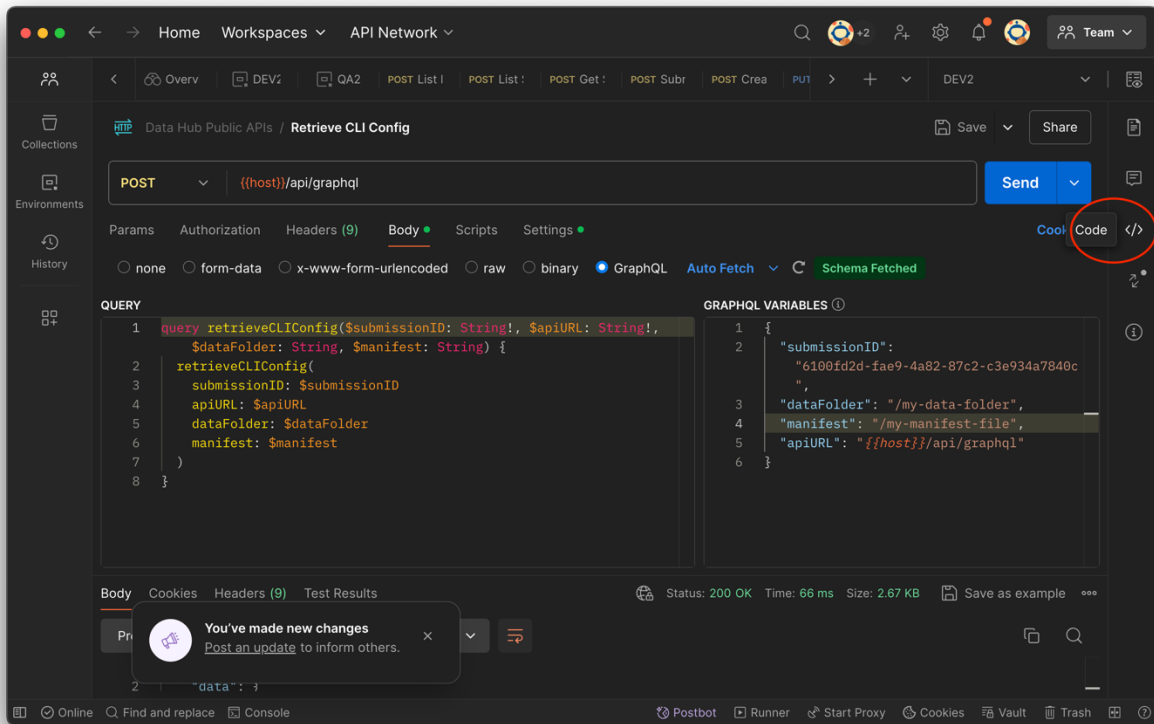 Home Workspaces API Network +2 Team
Overv DEV2 QA2 POST List I POST List : POST Get : POST Subr POST Crea PUT DEV2
HTTP Data Hub Public APIs / Retrieve CLI Config Save Share
Collections
Environments
History
POST {{host}}/api/graphql Send
Params Authorization Headers (9) Body Scripts Settings Cook Code </>
none form-data x-www-form-urlencoded raw binary GraphQL Auto Fetch Schema Fetched
QUERY
1 query retrieveCLIConfig($submissionID: String!, $apiURL: String!,
$dataFolder: String, $manifest: String) {
2 retrieveCLIConfig(
3 submissionID: $submissionID
4 apiURL: $apiURL
5 dataFolder: $dataFolder
6 manifest: $manifest
7 )
8 }
GRAPHQL VARIABLES
1 {
2 "submissionID":
"6100fd2d-fae9-4a82-87c2-c3e934a7840c
",
3 "dataFolder": "/my-data-folder",
4 "manifest": "/my-manifest-file",
5 "apiURL": "{{host}}/api/graphql"
6 }
Body Cookies Headers (9) Test Results Status: 200 OK Time: 66 ms Size: 2.67 KB Save as example
Pr
You've made new changes
Post an update to inform others.
2 "data": {
Online Find and replace Console Postbot Runner Start Proxy Cookies Vault Trash